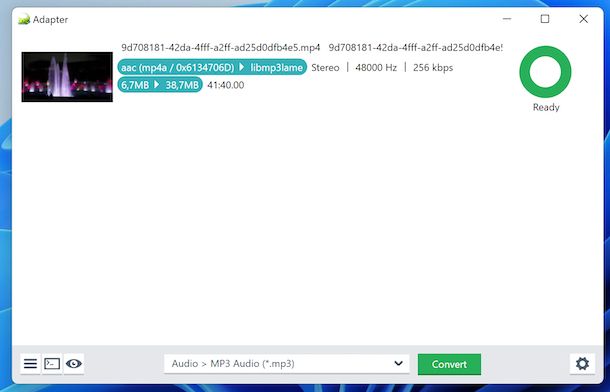 Adapter
9d708181-42da-4fff-a2ff-ad25d0dfb4e5.mp4 9d708181-42da-4fff-a2ff-ad25d0dfb4e!
aac (mp4a / 0x6134706D) libmp3lame Stereo | 48000 Hz | 256 kbps
6,7MB 38,7MB 41:40.00
Ready
Audio > MP3 Audio (*.mp3)
Convert